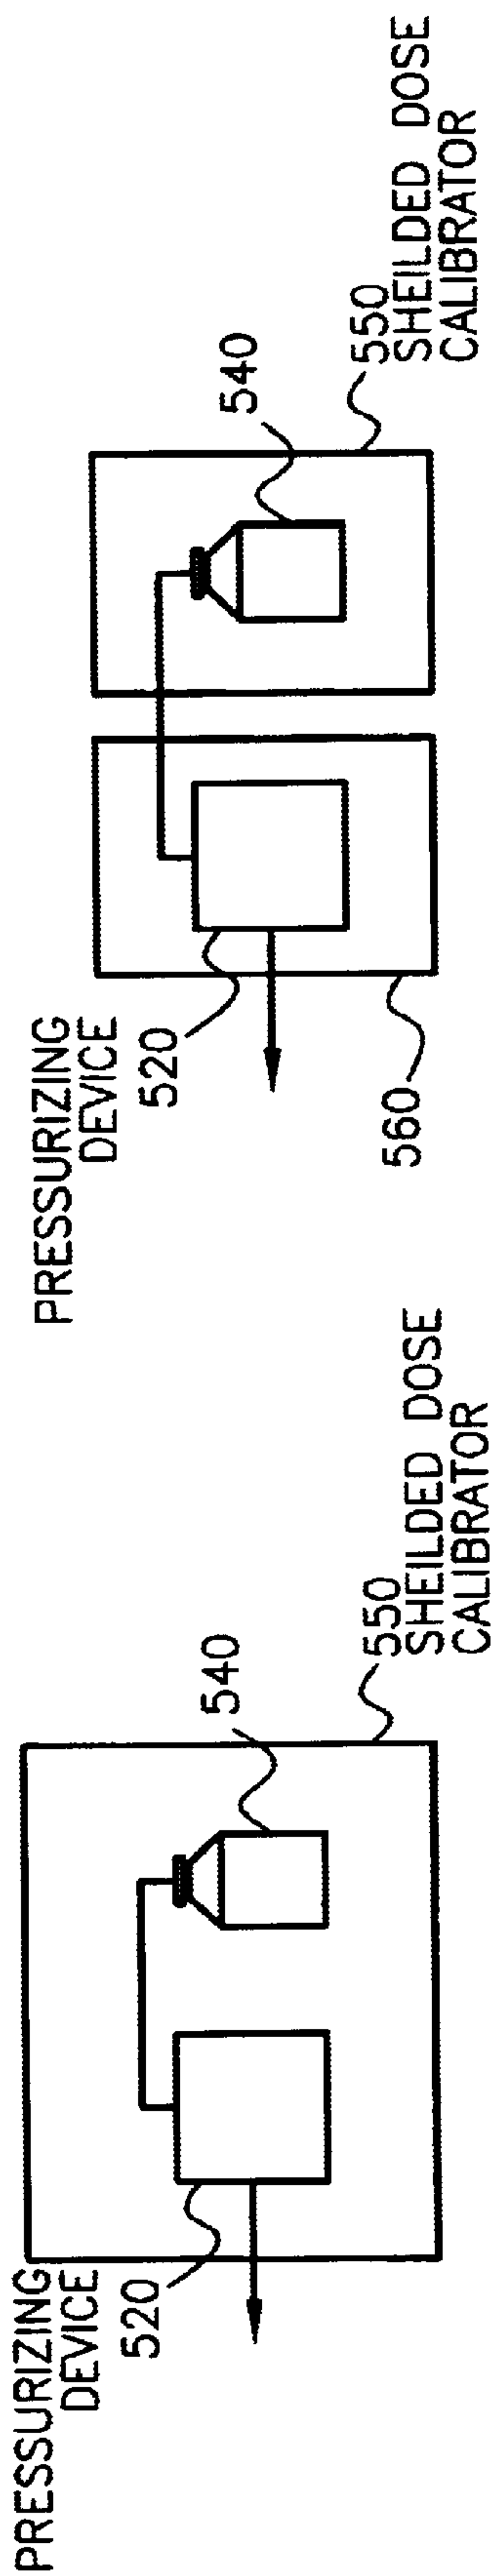 PRESSURIZING
DEVICE
520
540
550
SHEILDED DOSE
CALIBRATOR
PRESSURIZING
DEVICE
520
560
540
550
SHEILDED DOSE
CALIBRATOR